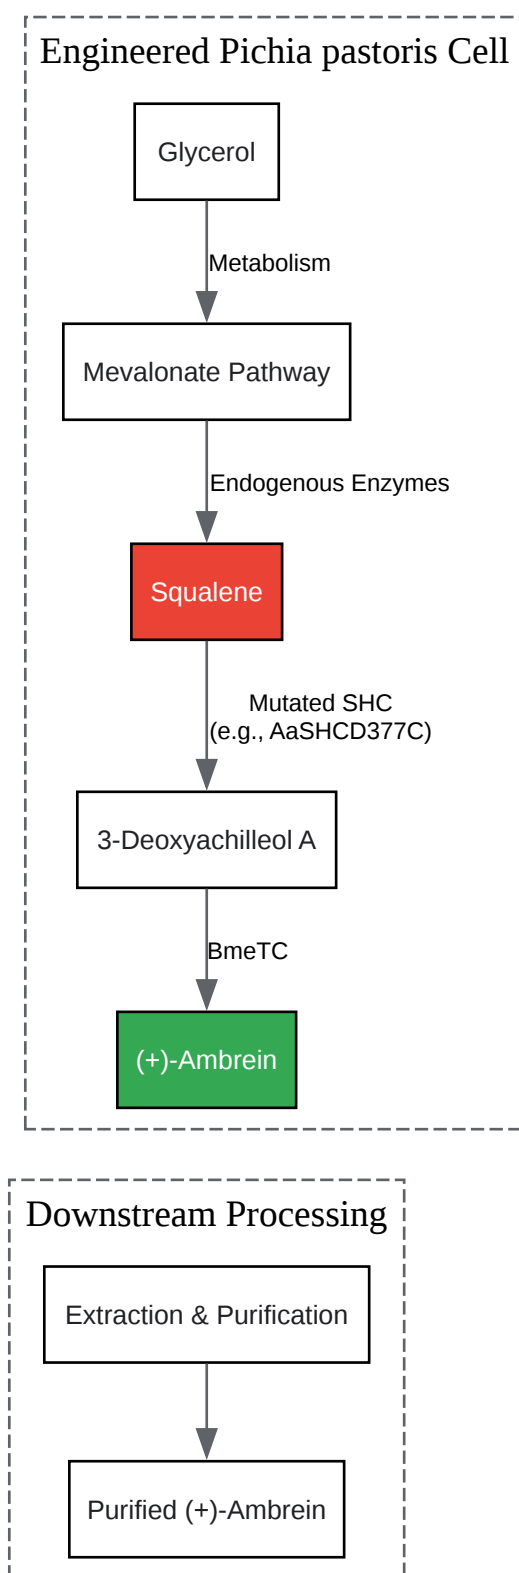 Engineered Pichia pastoris Cell
Glycerol
Metabolism
Mevalonate Pathway
Endogenous Enzymes
Squalene
Mutated SHC
(e.g., AaSHCD377C)
3-Deoxyachilleol A
BmeTC
(+)-Ambrein
Downstream Processing
Extraction & Purification
Purified (+)-Ambrein